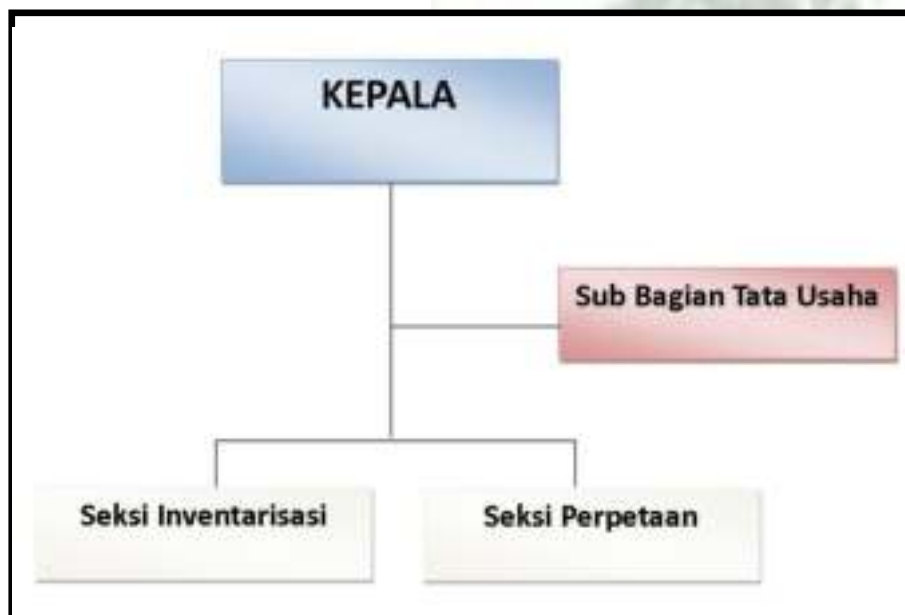 KEPALA
Sub Bagian Tata Usaha
Seksi Inventarisasi
Seksi Perpetaan